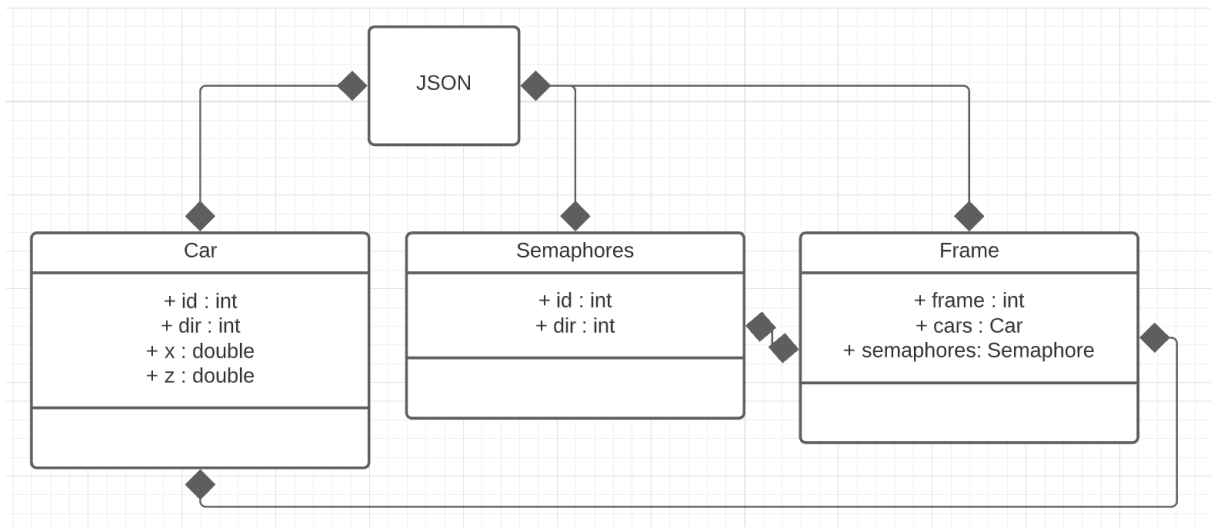 JSON
Car
+ id : int
+ dir : int
+ x : double
+ z : double
Semaphores
+ id : int
+ dir : int
Frame
+ frame : int
+ cars : Car
+ semaphores: Semaphore